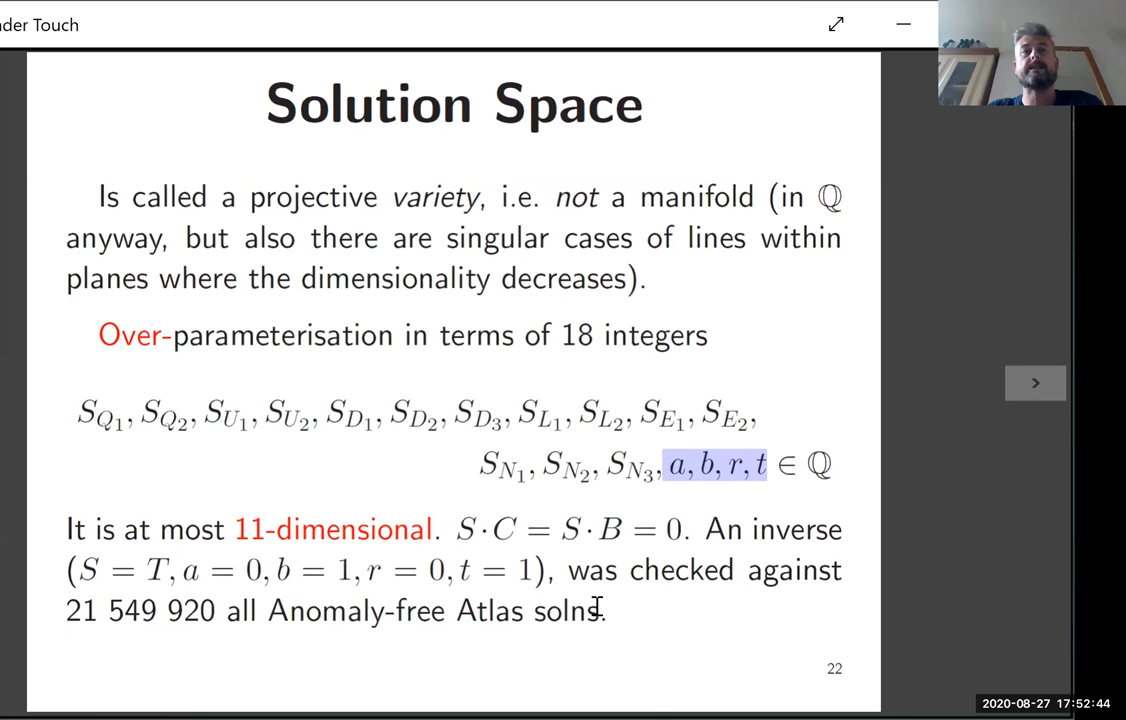 der Touch
Solution Space
Is called a projective variety, i.e. not a manifold (in ℚ
anyway, but also there are singular cases of lines within
planes where the dimensionality decreases).
Over-parameterisation in terms of 18 integers
S_{Q_1}, S_{Q_2}, S_{U_1}, S_{U_2}, S_{D_1}, S_{D_2}, S_{D_3}, S_{L_1}, S_{L_2}, S_{E_1}, S_{E_2},
S_{N_1}, S_{N_2}, S_{N_3}, a, b, r, t ∈ ℚ
It is at most 11-dimensional. S·C = S·B = 0. An inverse
(S = T, a = 0, b = 1, r = 0, t = 1), was checked against
21 549 920 all Anomaly-free Atlas solns.
22
2020-08-27 17:52:44